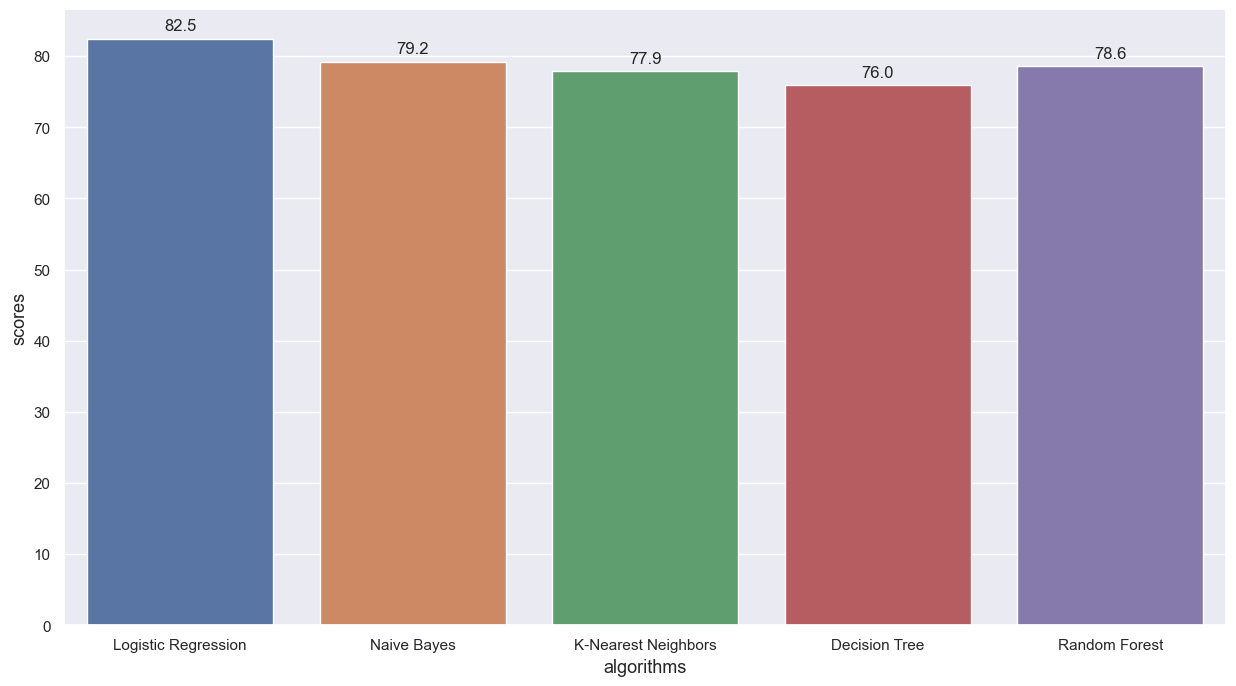 82.5
79.2
77.9
76.0
78.6
80
70
60
50
40
30
20
10
0
scores
Logistic Regression
Naive Bayes
K-Nearest Neighbors
Decision Tree
Random Forest
algorithms